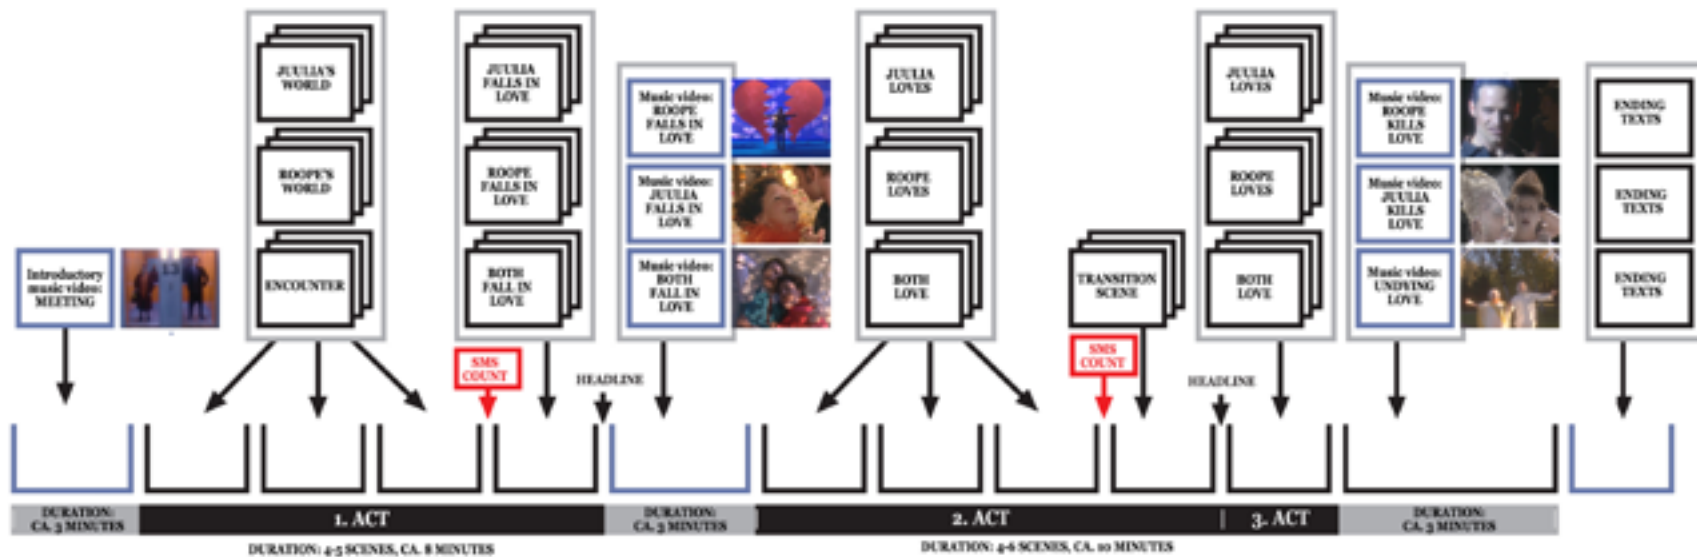 Introductory
music video:
MEETING
JUULIA'S
WORLD
ROOPE'S
WORLD
ENCOUNTER
JUULIA
FALLS IN
LOVE
ROOPE
FALLS IN
LOVE
BOTH
FALL IN
LOVE
SMS
COUNT
HEADLINE
Music video:
ROOPE
FALLS IN
LOVE
Music video:
JUULIA
FALLS IN
LOVE
Music video:
BOTH
FALL IN
LOVE
JUULIA
LOVES
ROOPE
LOVES
BOTH
LOVE
TRANSITION
SCENE
SMS
COUNT
HEADLINE
JUULIA
LOVES
ROOPE
LOVES
BOTH
LOVE
Music video:
ROOPE
KILLS
LOVE
Music video:
JUULIA
KILLS
LOVE
Music video:
UNDYING
LOVE
ENDING
TEXTS
ENDING
TEXTS
ENDING
TEXTS
DURATION:
CA. 3 MINUTES
1. ACT
DURATION:
CA. 3 MINUTES
2. ACT
3. ACT
DURATION:
CA. 3 MINUTES
DURATION: 4-5 SCENES, CA. 8 MINUTES
DURATION: 4-6 SCENES, CA. 10 MINUTES